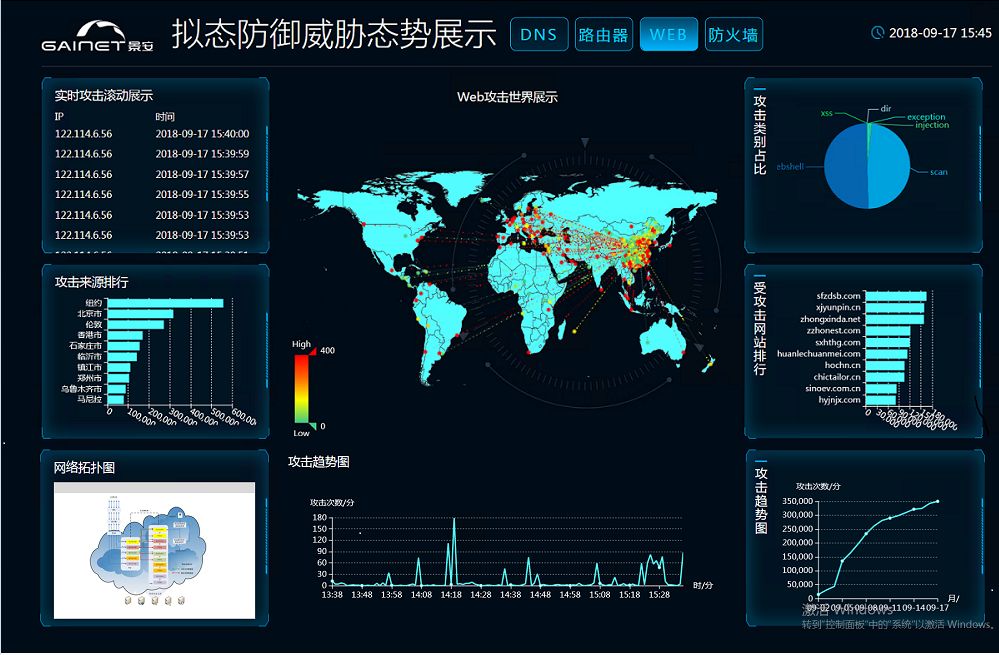 GAINET 景安
拟态防御威胁态势展示
DNS
路由器
WEB
防火墙
2018-09-17 15:45
实时攻击滚动展示
IP 时间
122.114.6.56 2018-09-17 15:40:00
122.114.6.56 2018-09-17 15:39:59
122.114.6.56 2018-09-17 15:39:57
122.114.6.56 2018-09-17 15:39:55
122.114.6.56 2018-09-17 15:39:53
122.114.6.56 2018-09-17 15:39:53
攻击来源排行
纽约
北京市
伦敦
香港市
石家庄市
临沂市
镇江市
郑州市
乌鲁木齐市
马尼拉
0 100,000 200,000 300,000 400,000 500,000 600,000
网络拓扑图
Web攻击世界展示
High
400
0
Low
攻击趋势图
攻击次数/分
180
150
120
90
60
30
0
13:38 13:48 13:58 14:08 14:18 14:28 14:38 14:48 14:58 15:08 15:18 15:28
时/分
攻击类别占比
xss
dir
exception
injection
ebshell
scan
受攻击网站排行
sfzdsb.com
xjyunpin.cn
zhongxinda.net
zzhonest.com
sxhthg.com
huanlechuanmei.com
hochn.cn
chictailor.cn
sinoev.com.cn
hyjnjx.com
0 30,000 60,000 90,000 120,000 150,000 180,000
攻击趋势图
攻击次数/分
350,000
300,000
250,000
200,000
150,000
100,000
50,000
0
09-02 09-05 09-08 09-11 09-14 09-17
月/
激活 Windows
转到"控制面板"中的"系统"以激活 Windows。